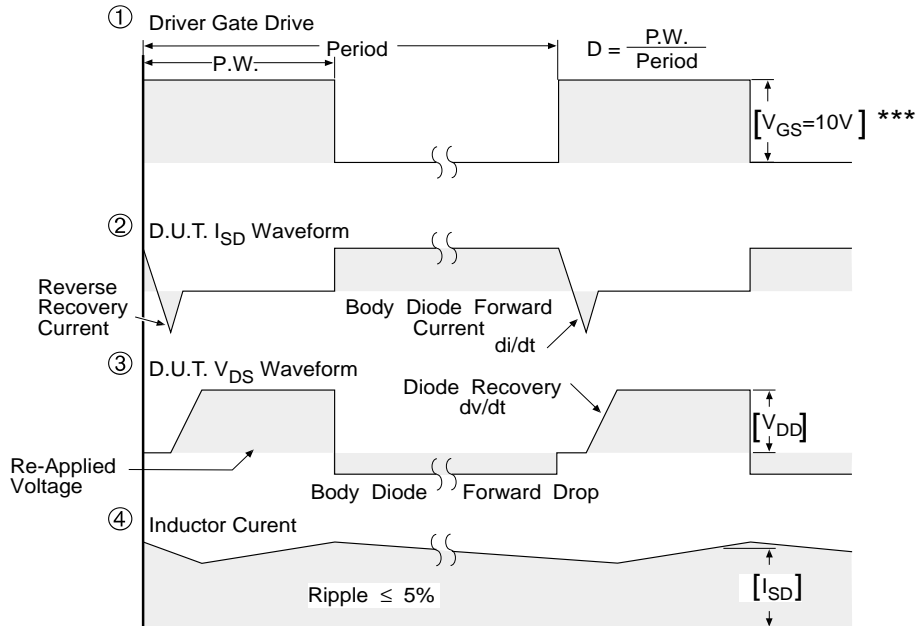 ① Driver Gate Drive
Period
P.W.
D = P.W.
Period
[VGS=10V] ***
② D.U.T. ISD Waveform
Reverse
Recovery
Current
Body Diode Forward
Current
di/dt
③ D.U.T. VDS Waveform
Diode Recovery
dv/dt
[VDD]
Re-Applied
Voltage
Body Diode Forward Drop
④ Inductor Curent
Ripple ≤ 5%
[ISD]